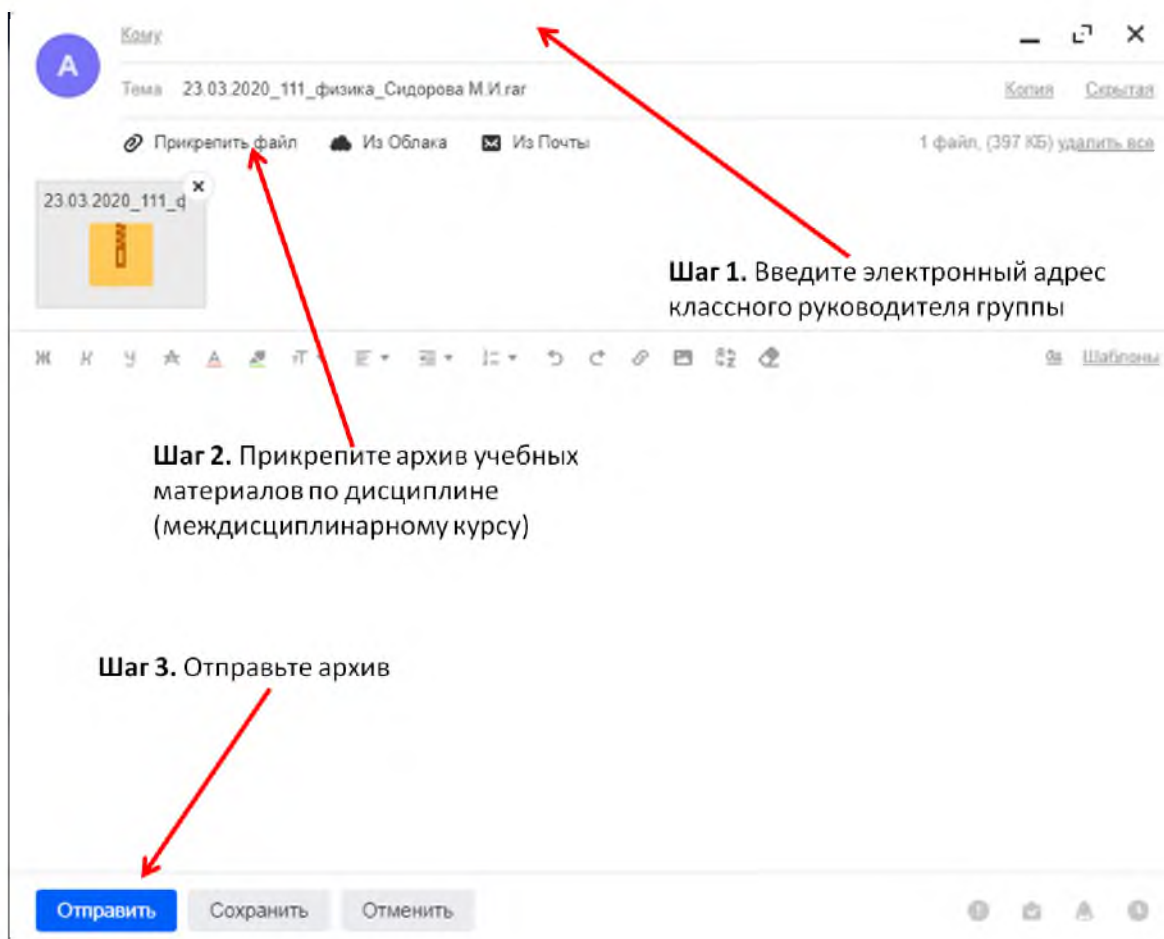 Кому
А
Тема 23.03.2020_111_физика_Сидорова М.И.rar
Копия Скрытая
Прикрепить файл Из Облака Из Почты
1 файл, (397 КБ) удалить все
23.03.2020_111_ф
Шаг 1. Введите электронный адрес
классного руководителя группы
Ж К У А А Шаблоны
Шаг 2. Прикрепите архив учебных
материалов по дисциплине
(междисциплинарному курсу)
Шаг 3. Отправьте архив
Отправить Сохранить Отменить